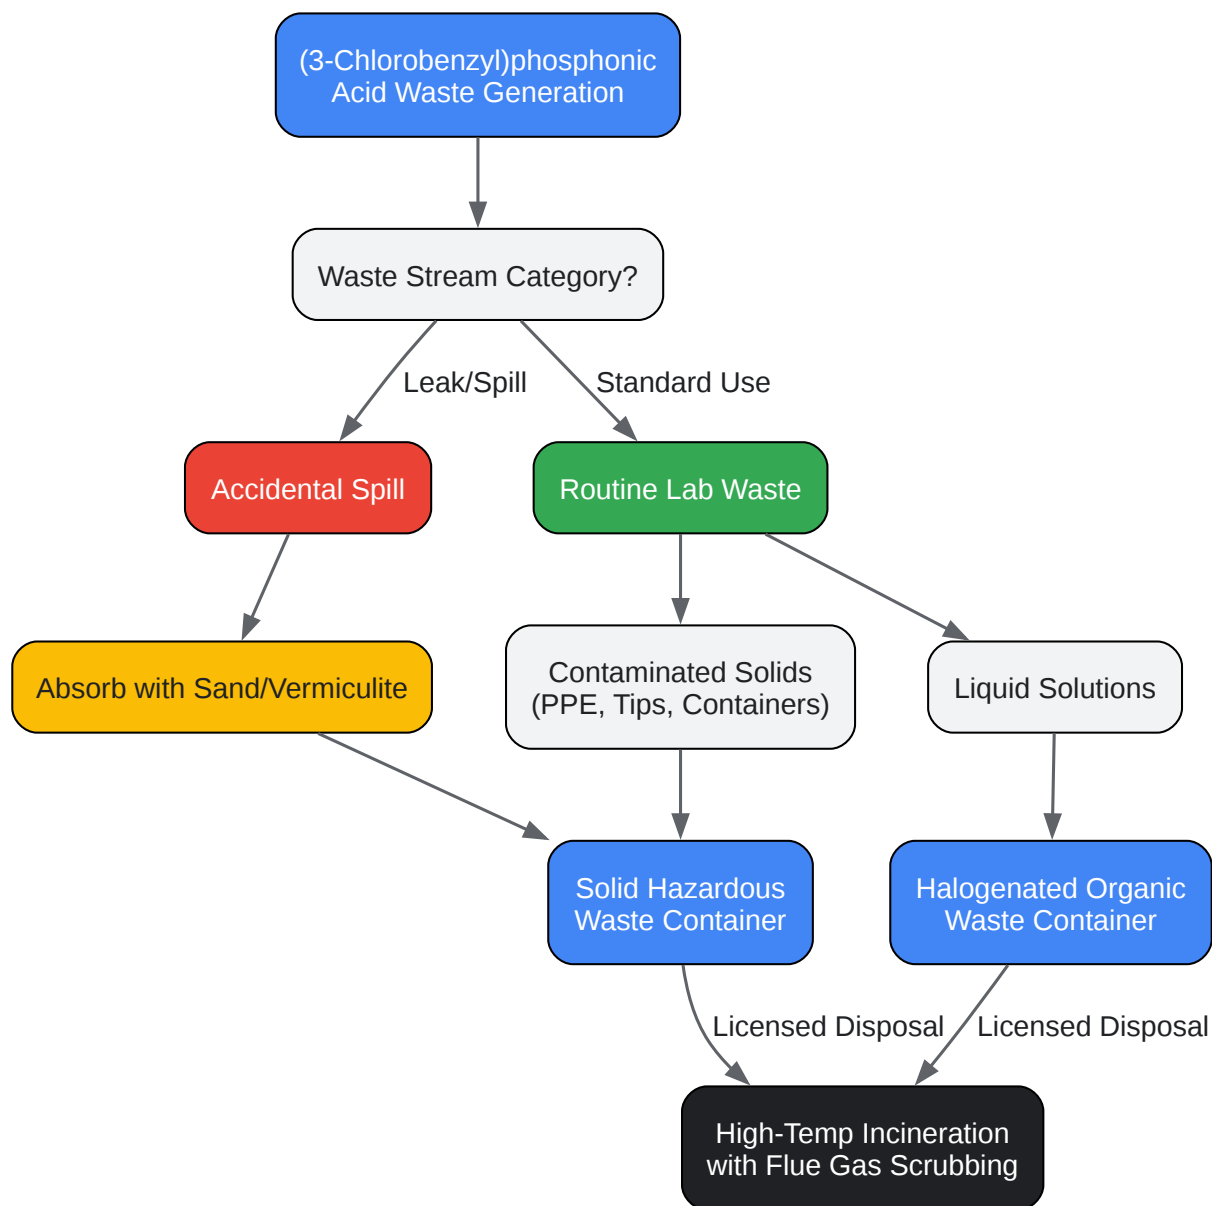 (3-Chlorobenzyl)phosphonic
Acid Waste Generation
Waste Stream Category?
Leak/Spill
Standard Use
Accidental Spill
Routine Lab Waste
Absorb with Sand/Vermiculite
Contaminated Solids
(PPE, Tips, Containers)
Liquid Solutions
Solid Hazardous
Waste Container
Halogenated Organic
Waste Container
Licensed Disposal
Licensed Disposal
High-Temp Incineration
with Flue Gas Scrubbing